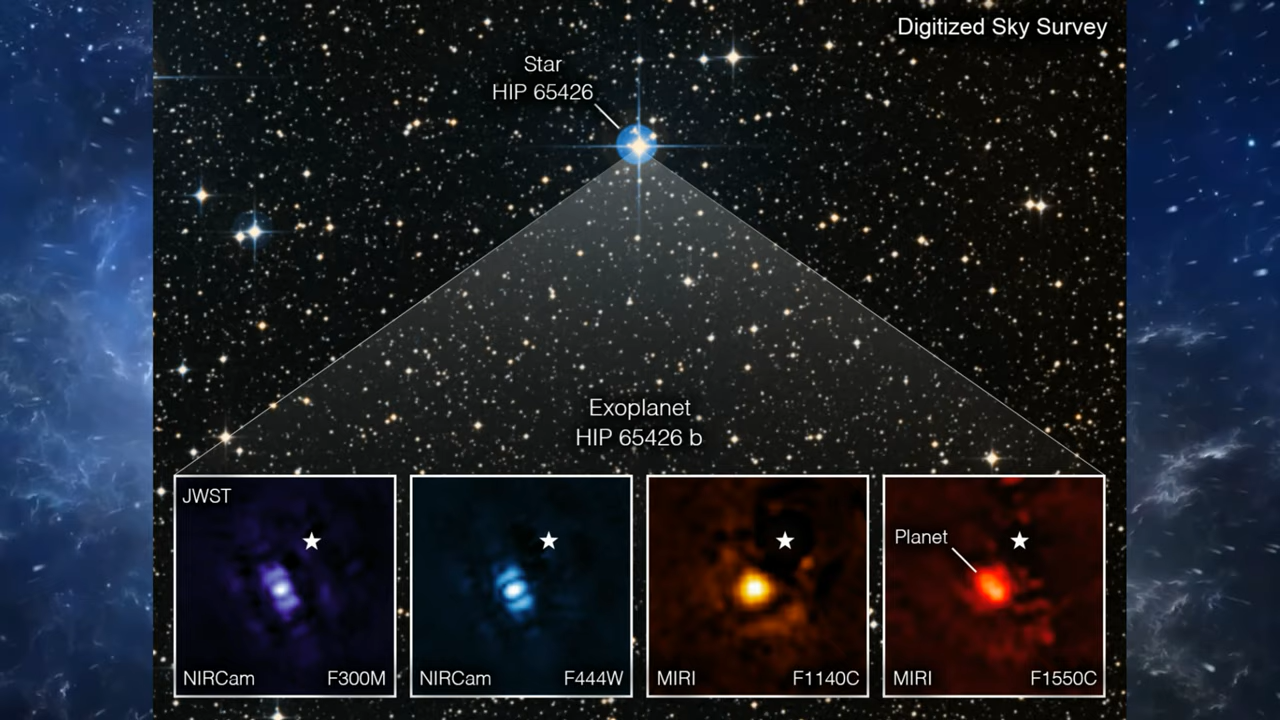 Digitized Sky Survey
Star
HIP 65426
Exoplanet
HIP 65426 b
JWST
NIRCam F300M
NIRCam F444W
MIRI F1140C
Planet
MIRI F1550C